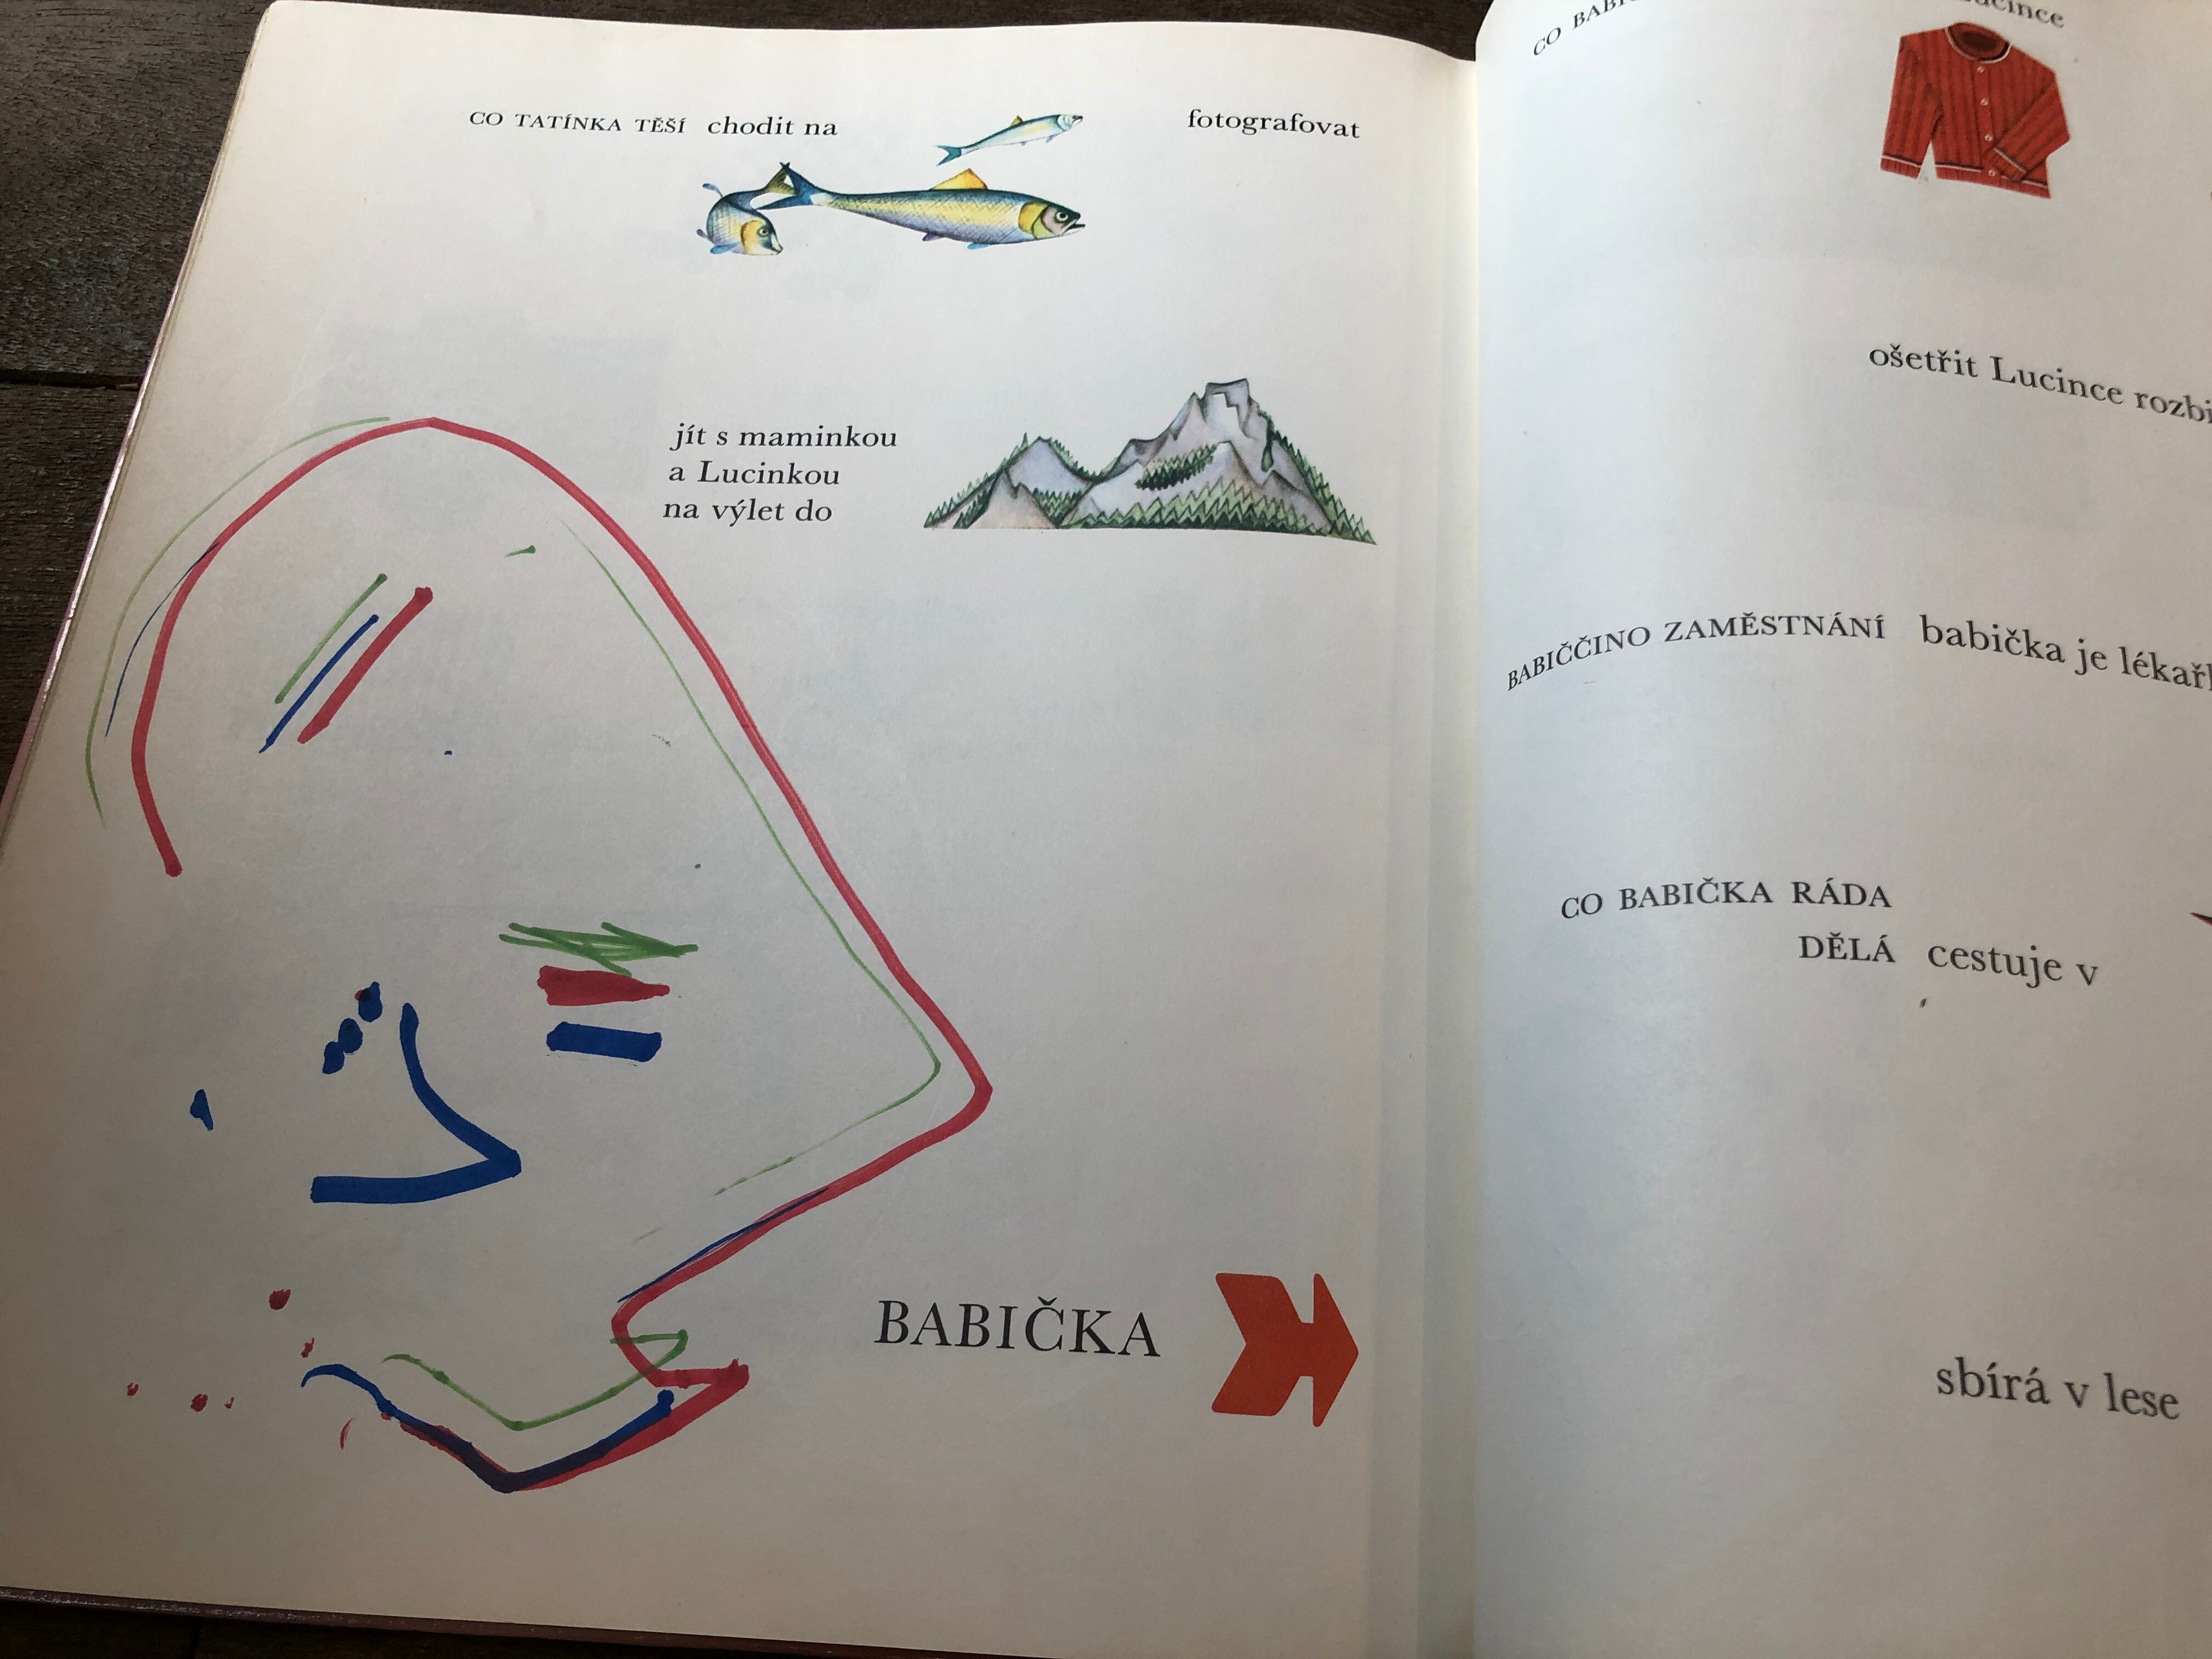 CO TATÍNKA TĚŠÍ chodit na
fotografovat
jít s maminkou
a Lucinkou
na výlet do
BABIČKA
CO
ošetřit Lucince
BABIČČINO ZAMĚSTNÁNÍ babička je
CO BABIČKA RÁDA
DĚLÁ cestuje v
sbírá v lese